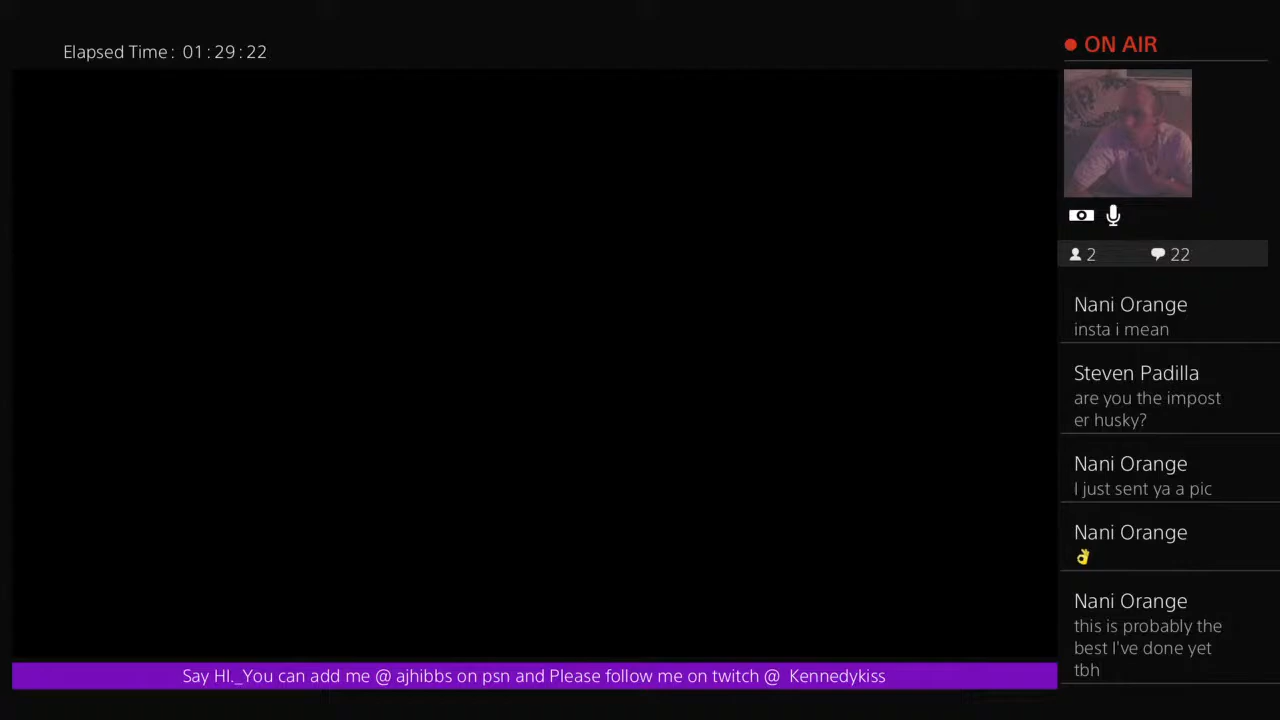 Elapsed Time: 01:29:22
ON AIR
2 22
Nani Orange
insta i mean
Steven Padilla
are you the impost
er husky?
Nani Orange
I just sent ya a pic
Nani Orange
👌
Nani Orange
this is probably the
best I've done yet
tbh
Say HI._You can add me @ ajhibbs on psn and Please follow me on twitch @ Kennedykiss